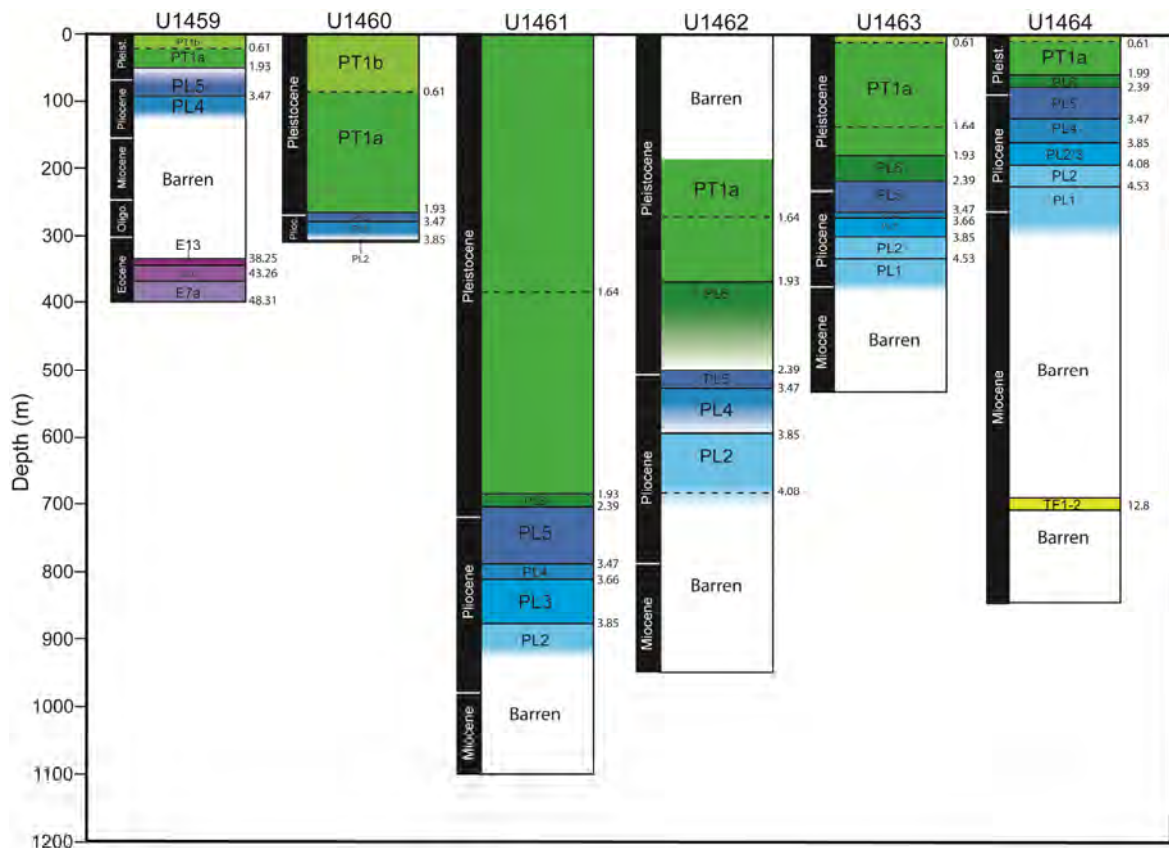 U1459 U1460 U1461 U1462 U1463 U1464
Depth (m)
0
100
200
300
400
500
600
700
800
900
1000
1100
1200
Pleist.
Pliocene
Miocene
Oligo.
Eocene
PT1b
PT1a
PL5
PL4
Barren
E13
E7a
0.61
1.93
3.47
38.25
43.26
48.31
Pleistocene
Plioc.
PT1b
PT1a
PL2
0.61
1.93
3.47
3.85
Pleistocene
Pliocene
Miocene
PL6
PL5
PL4
PL3
PL2
Barren
1.64
1.93
2.39
3.47
3.66
3.85
Pleistocene
Pliocene
Miocene
Barren
PT1a
PL6
PL5
PL4
PL2
Barren
1.64
1.93
2.39
3.47
3.85
4.08
Pleistocene
Pliocene
Miocene
PT1a
PL6
PL5
PL2
PL1
Barren
0.61
1.64
1.93
2.39
3.47
3.66
3.85
4.53
Pleist.
Pliocene
Miocene
PT1a
PL6
PL5
PL4
PL2/3
PL2
PL1
Barren
TF1-2
Barren
0.61
1.99
2.39
3.47
3.85
4.08
4.53
12.8